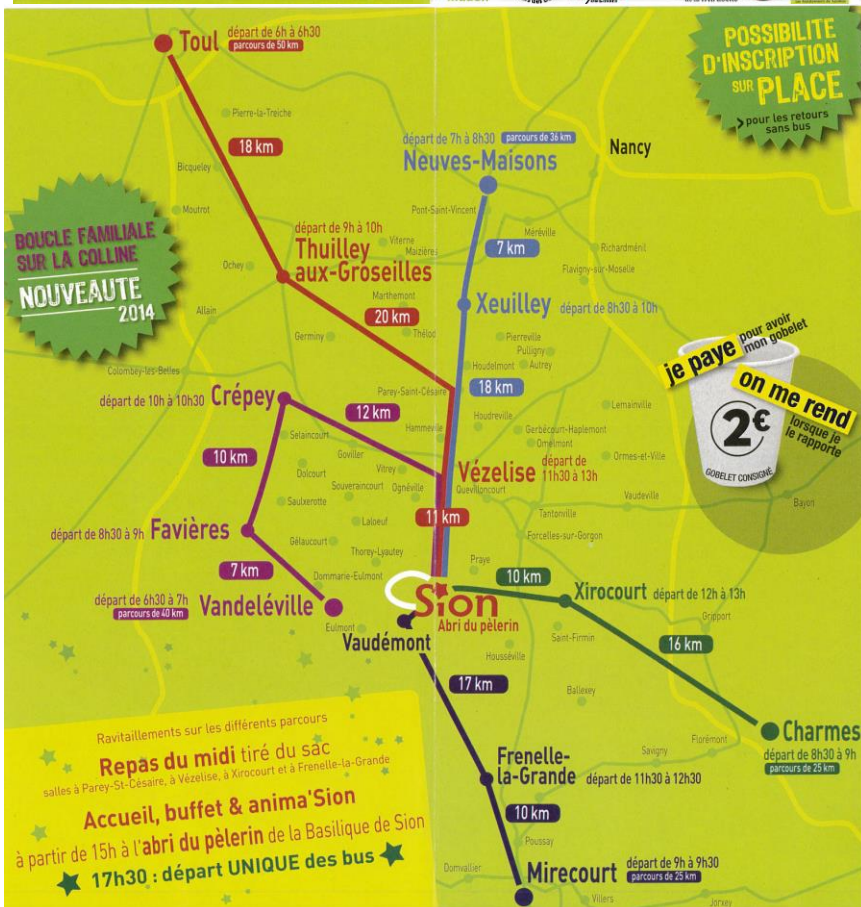 Toul
départ de 6h à 6h30
parcours de 50 km
POSSIBILITE
D'INSCRIPTION
SUR PLACE
>pour les retours
sans bus
Pierre-la-Treiche
18 km
départ de 7h à 8h30
parcours de 36 km
Neuves-Maisons
Nancy
Bicqueley
Moutrot
Pont-Saint-Vincent
BOUCLE FAMILIALE
SUR LA COLLINE
NOUVEAUTE
2014
départ de 9h à 10h
Thuilley
aux-Groseilles
Viterne
Maizières
Méréville
7 km
Richardménil
Ochey
Flavigny-sur-Moselle
Marthemont
Xeuilley
départ de 8h30 à 10h
20 km
Allain
Germiny
Thélod
Pierreville
Pulligny
Autrey
Houdelmont
je paye
pour avoir
mon gobelet
on me rend
lorsque je
le rapporte
2€
GOBELET CONSIGNÉ
Colombey-les-Belles
départ de 10h à 10h30
Crépey
Parey-Saint-Césaire
18 km
12 km
Lemainville
Houdreville
Hammeville
Gerbécourt-Haplemont
Omelmont
Selaincourt
10 km
Goviller
Vitrey
Dolcourt
Souveraincourt
Ognéville
Vézelise
départ de
11h30 à 13h
Ormes-et-Ville
Quevilloncourt
Vaudeville
Bayon
Saulxerotte
Tantonville
11 km
Laloeuf
départ de 8h30 à 9h
Favières
Forcelles-sur-Gorgon
Gélaucourt
Thorey-Lyautey
Praye
7 km
Dommarie-Eulmont
10 km
départ de 6h30 à 7h
parcours de 40 km
Vandeléville
Sion
Abri du pèlerin
Xirocourt
départ de 12h à 13h
Gripport
Eulmont
Vaudémont
Saint-Firmin
16 km
Housséville
17 km
Ballexey
Charmes
départ de 8h30 à 9h
parcours de 25 km
Florémont
Savigny
Ravitaillements sur les différents parcours
Repas du midi tiré du sac
salles à Parey-St-Césaire, à Vézelise, à Xirocourt et à Frenelle-la-Grande
Accueil, buffet & anima'Sion
à partir de 15h à l'abri du pèlerin de la Basilique de Sion
17h30 : départ UNIQUE des bus
Frenelle-
la-Grande
départ de 11h30 à 12h30
10 km
Poussay
Domvallier
Mirecourt
départ de 9h à 9h30
parcours de 25 km
Villers
Jorxey